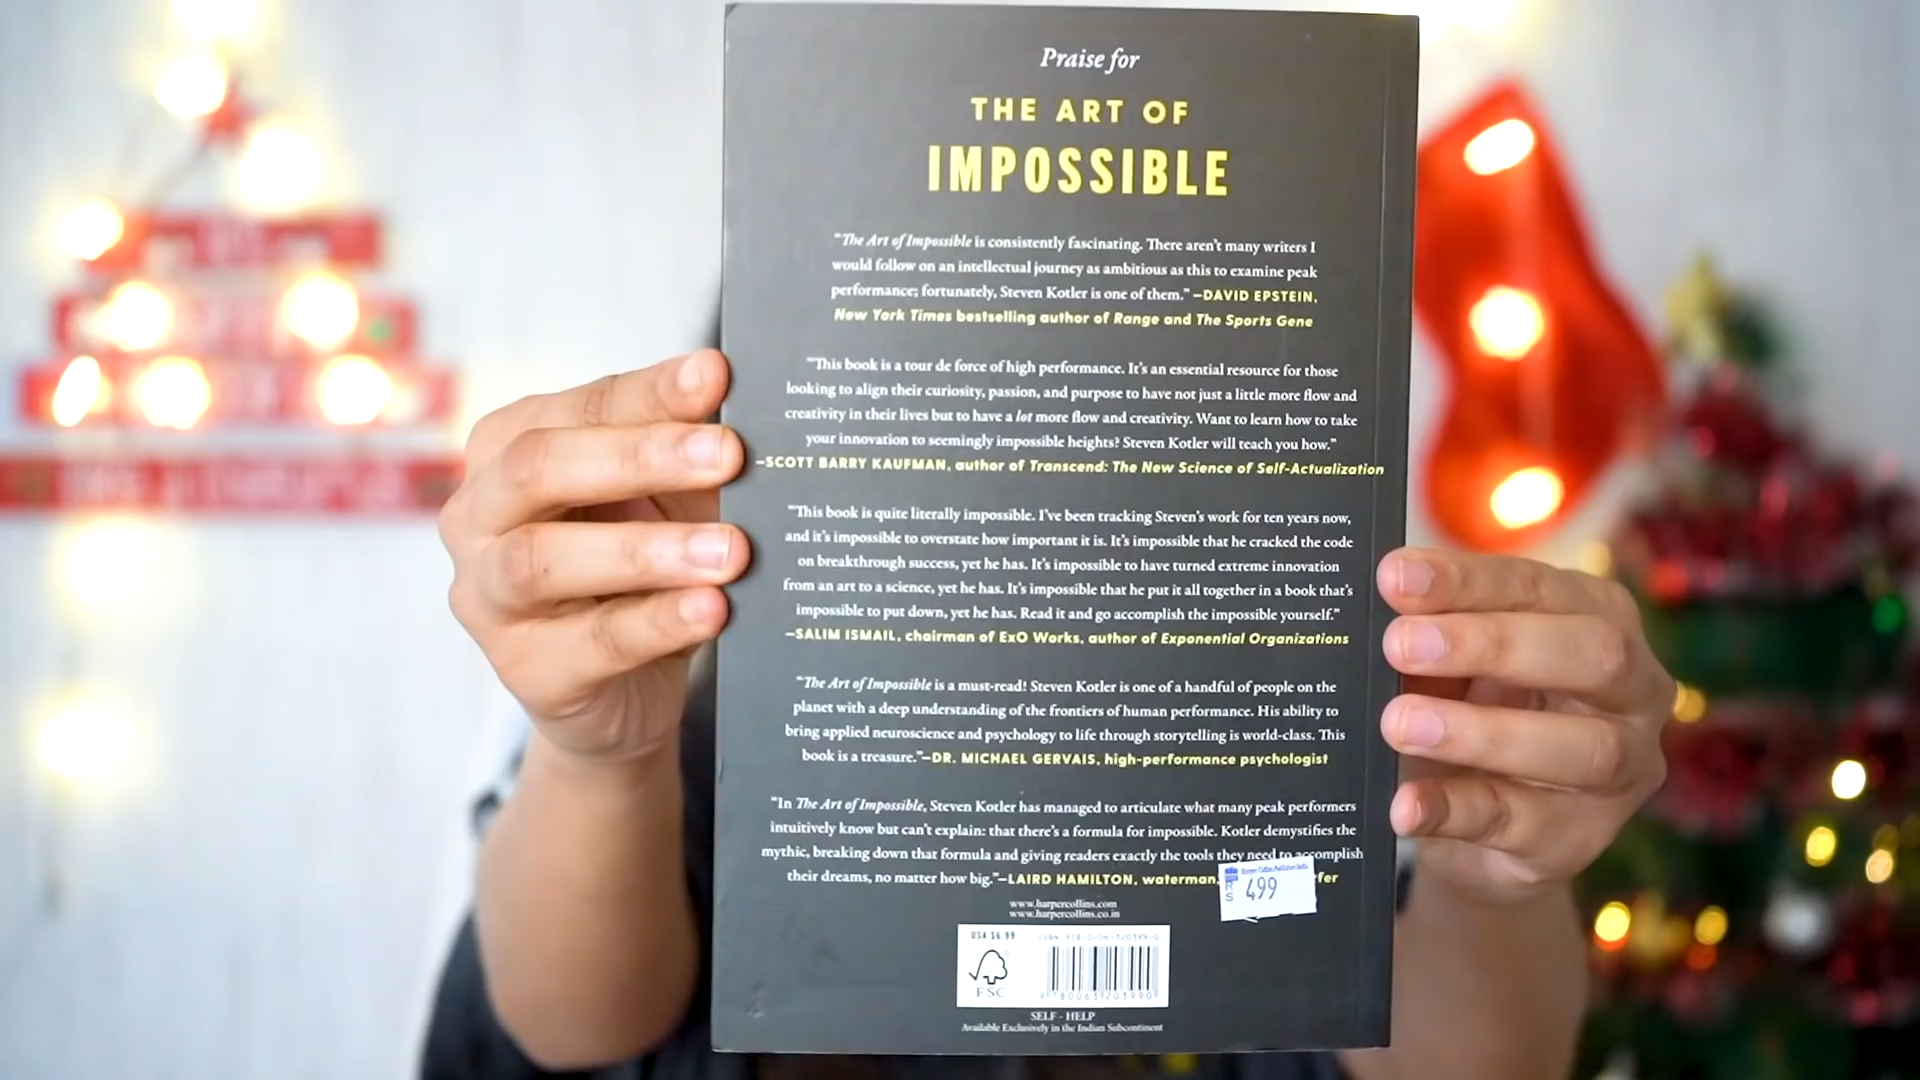 Praise for
THE ART OF
IMPOSSIBLE
"The Art of Impossible is consistently fascinating. There aren't many writers I
would follow on an intellectual journey as ambitious as this to examine peak
performance; fortunately, Steven Kotler is one of them." —DAVID EPSTEIN,
New York Times bestselling author of Range and The Sports Gene
"This book is a tour de force of high performance. It's an essential resource for those
looking to align their curiosity, passion, and purpose to have not just a little more flow and
creativity in their lives but to have a lot more flow and creativity. Want to learn how to take
your innovation to seemingly impossible heights? Steven Kotler will teach you how."
—SCOTT BARRY KAUFMAN, author of Transcend: The New Science of Self-Actualization
"This book is quite literally impossible. I've been tracking Steven's work for ten years now,
and it's impossible to overstate how important it is. It's impossible that he cracked the code
on breakthrough success, yet he has. It's impossible to have turned extreme innovation
from an art to a science, yet he has. It's impossible that he put it all together in a book that's
impossible to put down, yet he has. Read it and go accomplish the impossible yourself."
—SALIM ISMAIL, chairman of ExO Works, author of Exponential Organizations
"The Art of Impossible is a must-read! Steven Kotler is one of a handful of people on the
planet with a deep understanding of the frontiers of human performance. His ability to
bring applied neuroscience and psychology to life through storytelling is world-class. This
book is a treasure."—DR. MICHAEL GERVAIS, high-performance psychologist
"In The Art of Impossible, Steven Kotler has managed to articulate what many peak performers
intuitively know but can't explain: that there's a formula for impossible. Kotler demystifies the
mythic, breaking down that formula and giving readers exactly the tools they need to accomplish
their dreams, no matter how big."—LAIRD HAMILTON, waterman, fer
RS 499
www.harpercollins.com
www.harpercollins.co.in
USA $6.99
FSC
9 780063 203990
SELF - HELP
Available Exclusively in the Indian Subcontinent